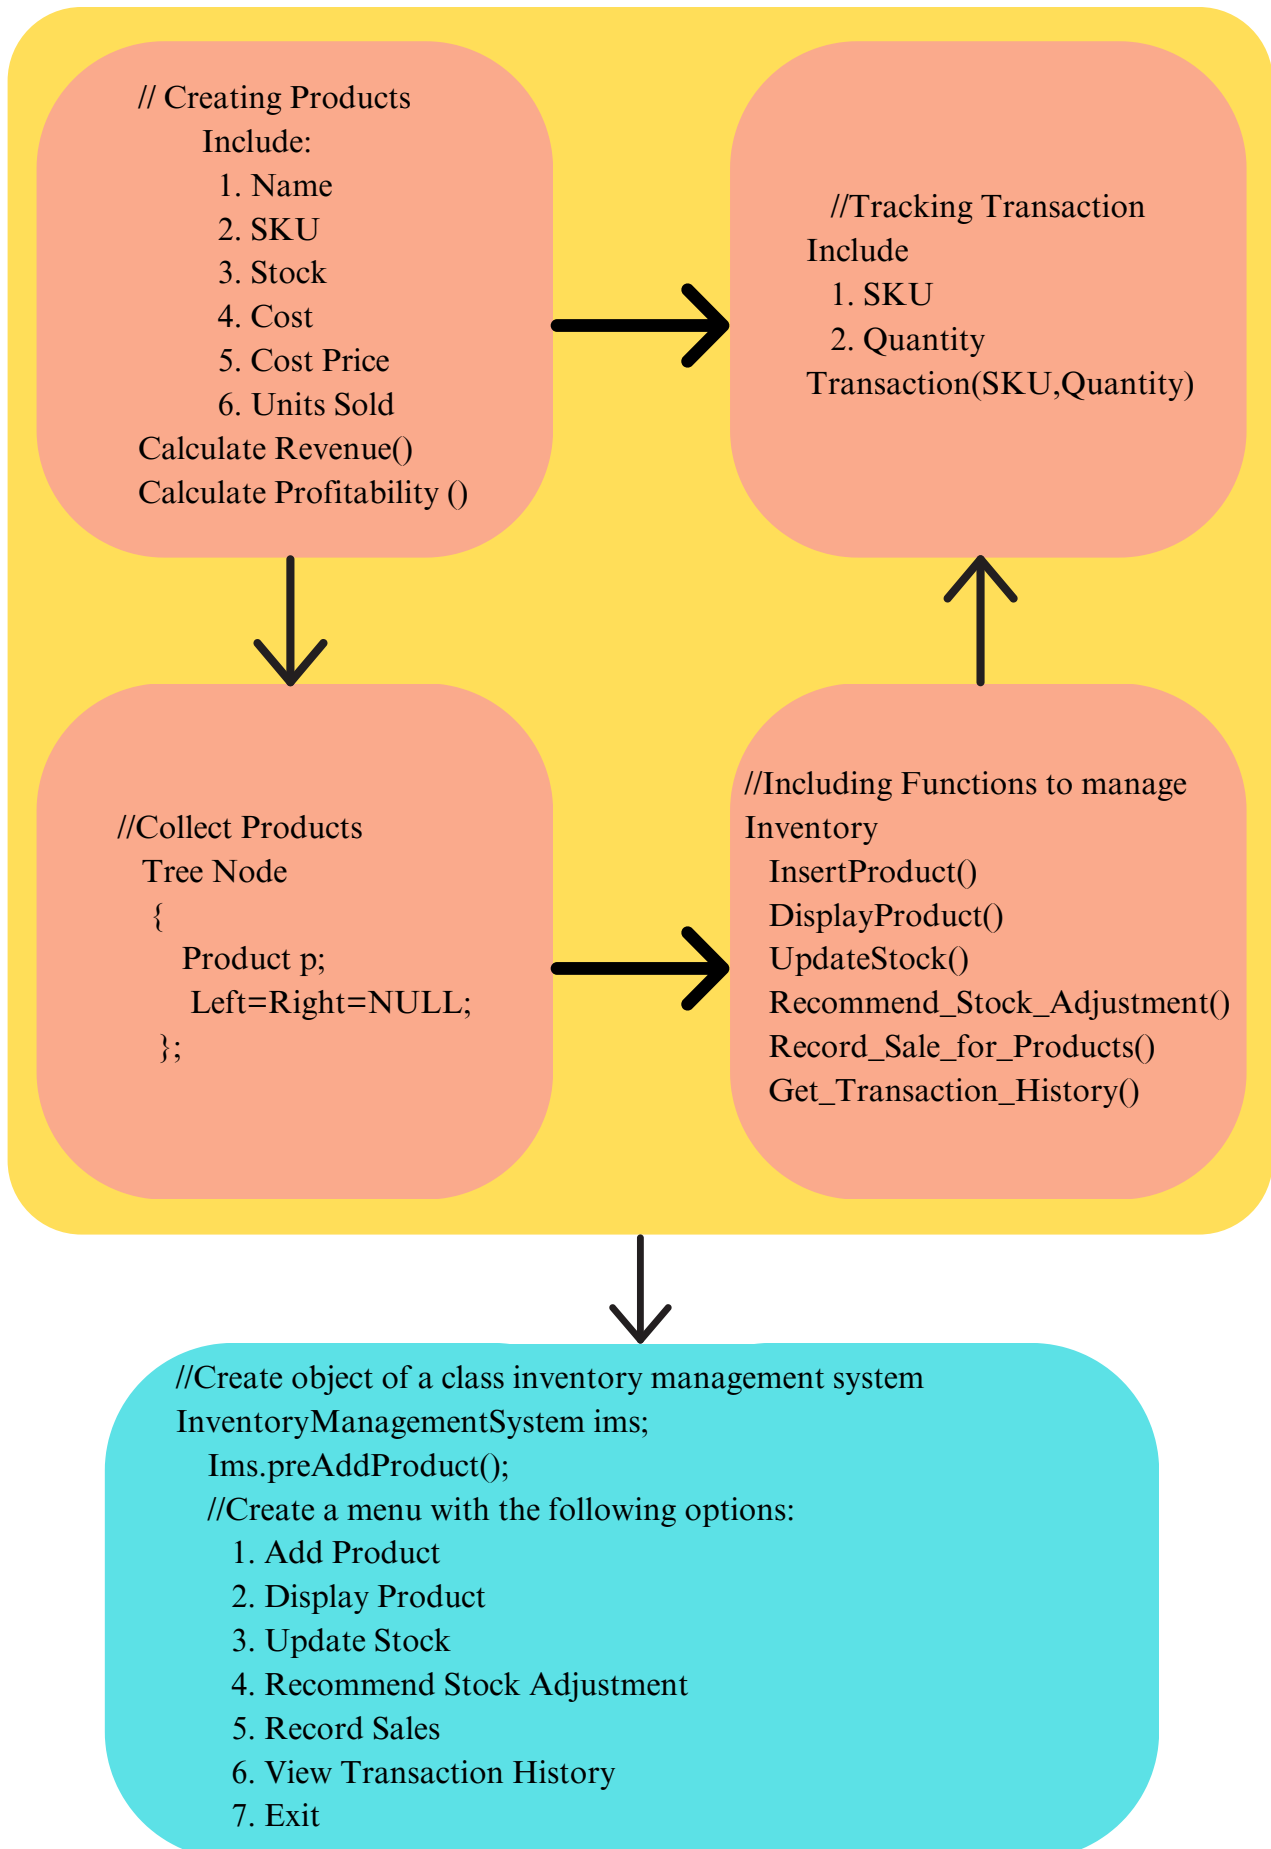 // Creating Products
Include:
1. Name
2. SKU
3. Stock
4. Cost
5. Cost Price
6. Units Sold
Calculate Revenue()
Calculate Profitability ()
//Tracking Transaction
Include
1. SKU
2. Quantity
Transaction(SKU,Quantity)
//Collect Products
Tree Node
{
Product p;
Left=Right=NULL;
};
//Including Functions to manage
Inventory
InsertProduct()
DisplayProduct()
UpdateStock()
Recommend_Stock_Adjustment()
Record_Sale_for_Products()
Get_Transaction_History()
//Create object of a class inventory management system
InventoryManagementSystem ims;
Ims.preAddProduct();
//Create a menu with the following options:
1. Add Product
2. Display Product
3. Update Stock
4. Recommend Stock Adjustment
5. Record Sales
6. View Transaction History
7. Exit